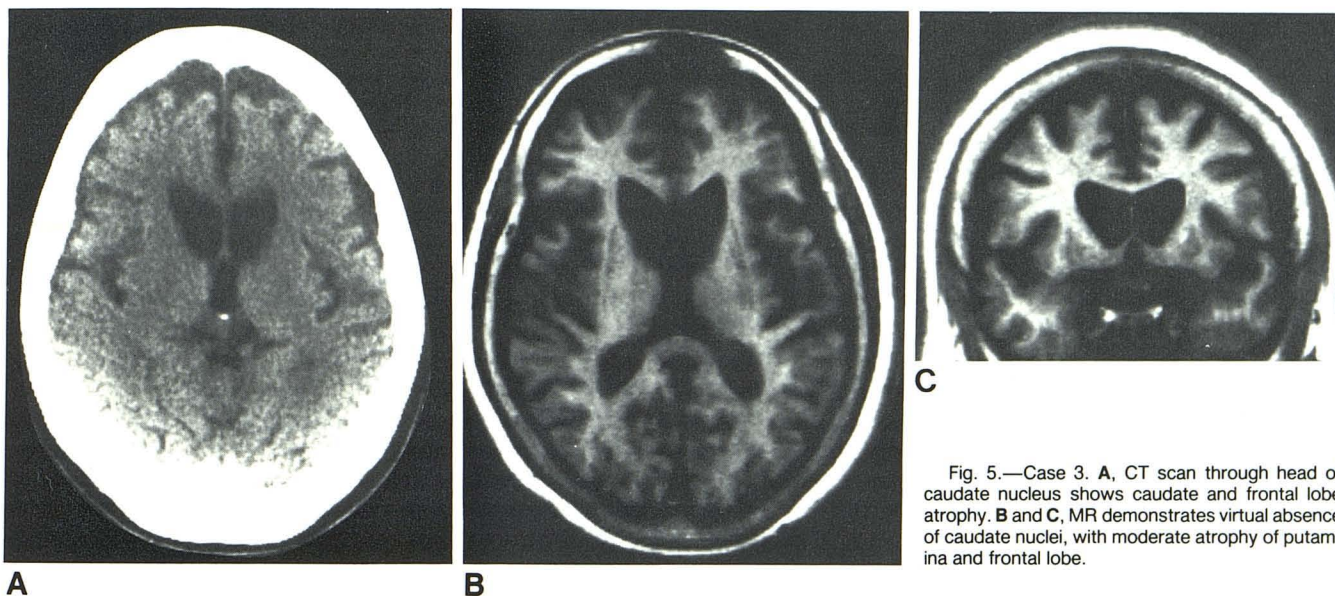 A
B
C
Fig. 5.—Case 3. A, CT scan through head o
caudate nucleus shows caudate and frontal lobe
atrophy. B and C, MR demonstrates virtual absence
of caudate nuclei, with moderate atrophy of putam
ina and frontal lobe.